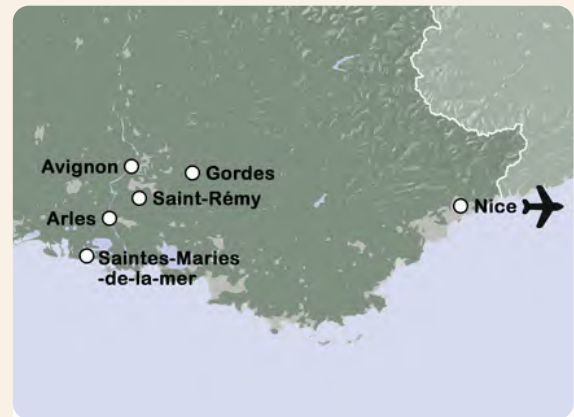 Avignon
Gordes
Saint-Rémy
Arles
Nice
Saintes-Maries
-de-la-mer